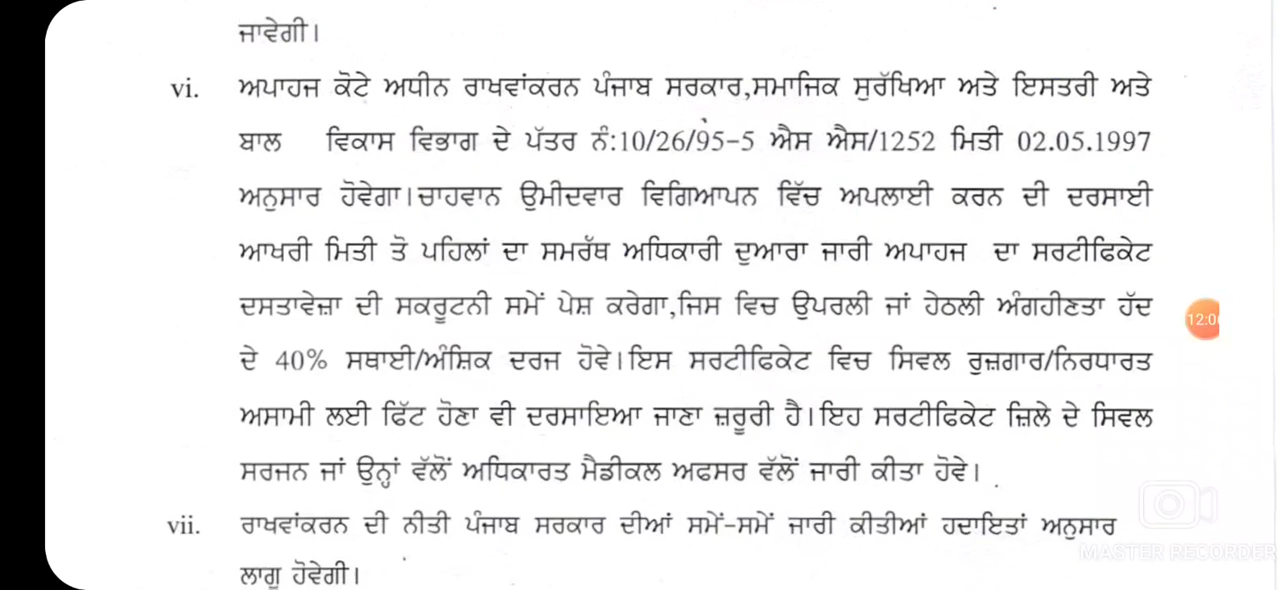 ਜਾਵੇਗੀ।
vi. ਅਪਾਹਜ ਕੋਟੇ ਅਧੀਨ ਰਾਖਵਾਂਕਰਨ ਪੰਜਾਬ ਸਰਕਾਰ,ਸਮਾਜਿਕ ਸੁਰੱਖਿਆ ਅਤੇ ਇਸਤਰੀ ਅਤੇ
ਬਾਲ ਵਿਕਾਸ ਵਿਭਾਗ ਦੇ ਪੱਤਰ ਨੰ:10/26/95-5 ਐਸ ਐਸ/1252 ਮਿਤੀ 02.05.1997
ਅਨੁਸਾਰ ਹੋਵੇਗਾ।ਚਾਹਵਾਨ ਉਮੀਦਵਾਰ ਵਿਗਿਆਪਨ ਵਿੱਚ ਅਪਲਾਈ ਕਰਨ ਦੀ ਦਰਸਾਈ
ਆਖਰੀ ਮਿਤੀ ਤੋ ਪਹਿਲਾਂ ਦਾ ਸਮਰੱਥ ਅਧਿਕਾਰੀ ਦੁਆਰਾ ਜਾਰੀ ਅਪਾਹਜ ਦਾ ਸਰਟੀਫਿਕੇਟ
ਦਸਤਾਵੇਜ਼ਾ ਦੀ ਸਕਰੂਟਨੀ ਸਮੇਂ ਪੇਸ਼ ਕਰੇਗਾ,ਜਿਸ ਵਿਚ ਉਪਰਲੀ ਜਾਂ ਹੇਠਲੀ ਅੰਗਹੀਣਤਾ ਹੱਦ
ਦੇ 40% ਸਥਾਈ/ਅੰਸ਼ਿਕ ਦਰਜ ਹੋਵੇ।ਇਸ ਸਰਟੀਫਿਕੇਟ ਵਿਚ ਸਿਵਲ ਰੁਜ਼ਗਾਰ/ਨਿਰਧਾਰਤ
ਅਸਾਮੀ ਲਈ ਫਿੱਟ ਹੋਣਾ ਵੀ ਦਰਸਾਇਆ ਜਾਣਾ ਜ਼ਰੂਰੀ ਹੈ।ਇਹ ਸਰਟੀਫਿਕੇਟ ਜ਼ਿਲੇ ਦੇ ਸਿਵਲ
ਸਰਜਨ ਜਾਂ ਉਨ੍ਹਾਂ ਵੱਲੋਂ ਅਧਿਕਾਰਤ ਮੈਡੀਕਲ ਅਫਸਰ ਵੱਲੋਂ ਜਾਰੀ ਕੀਤਾ ਹੋਵੇ।
vii. ਰਾਖਵਾਂਕਰਨ ਦੀ ਨੀਤੀ ਪੰਜਾਬ ਸਰਕਾਰ ਦੀਆਂ ਸਮੇਂ-ਸਮੇਂ ਜਾਰੀ ਕੀਤੀਆਂ ਹਦਾਇਤਾਂ ਅਨੁਸਾਰ
ਲਾਗੂ ਹੋਵੇਗੀ।
MASTER RECORDER